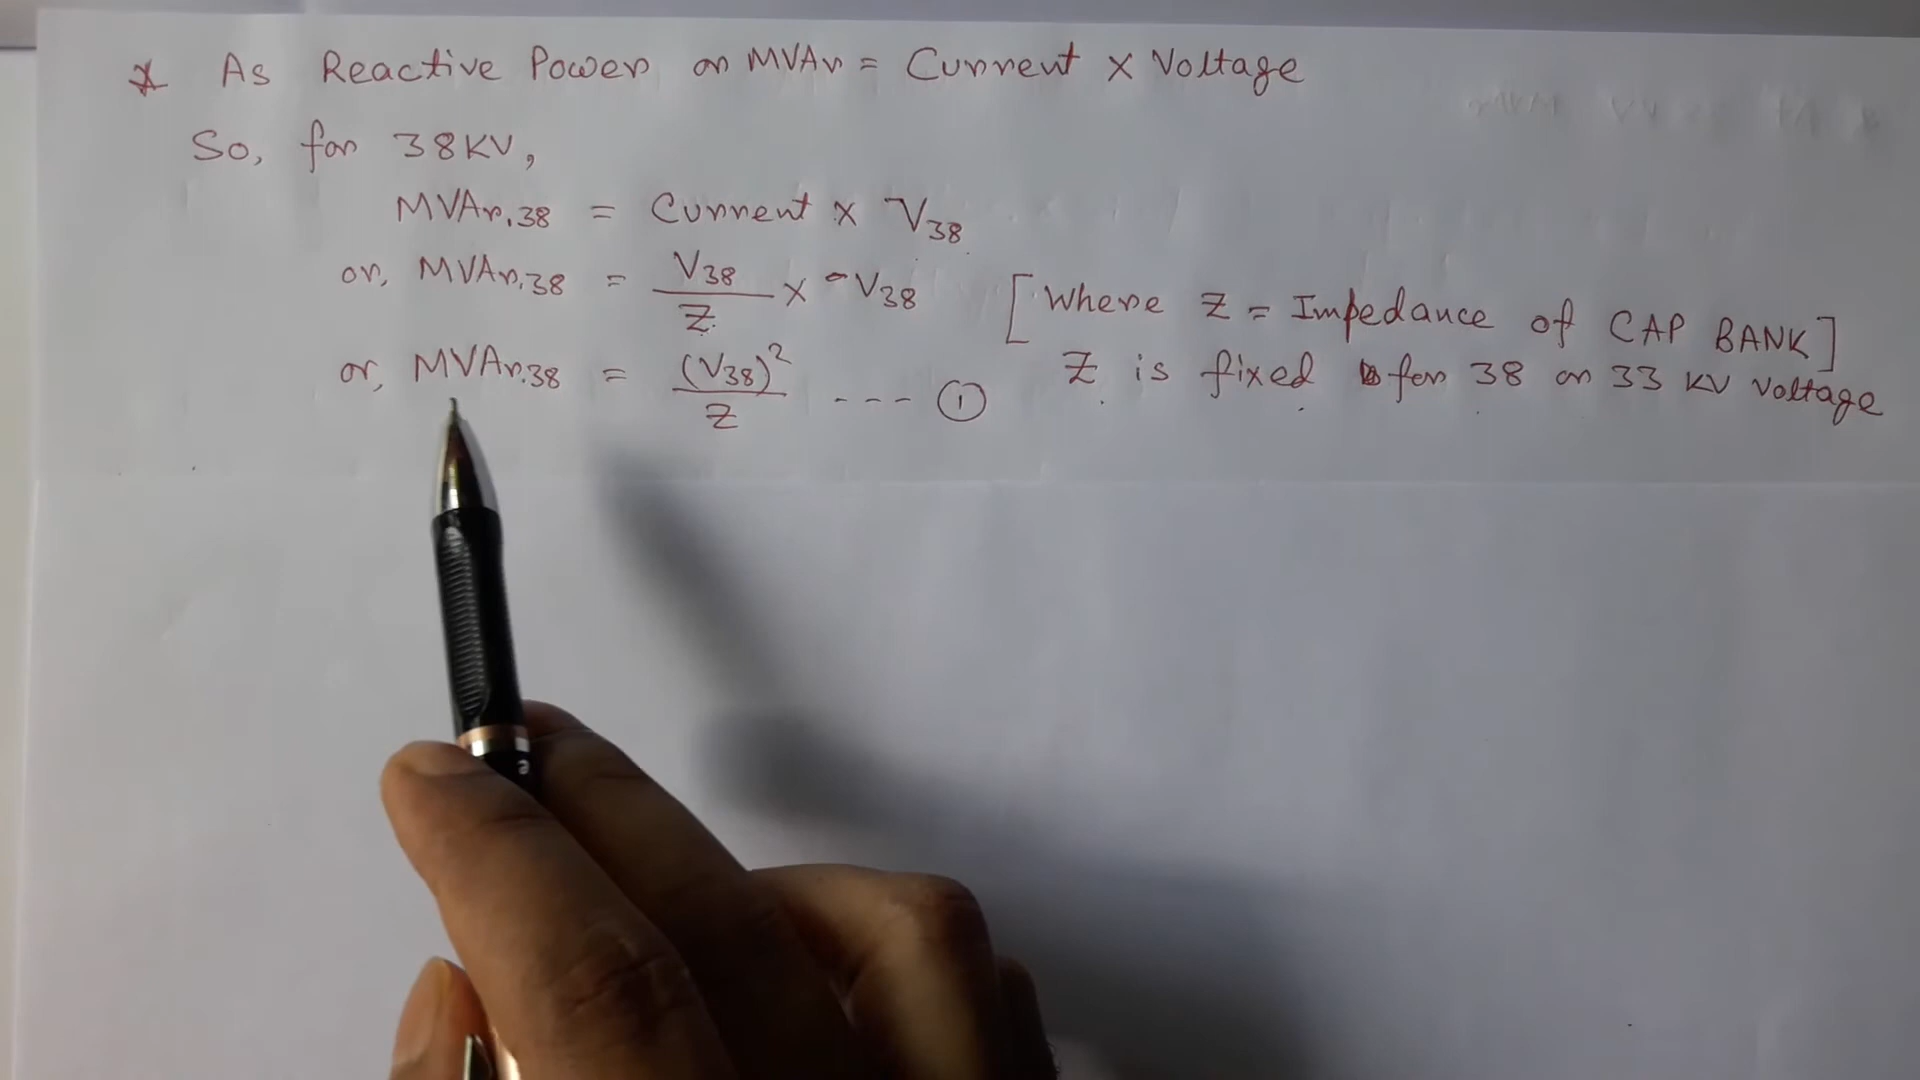 * As Reactive Power or MVAr = Current x Voltage
So, for 38KV,
MVAr,38 = Current x V38
or, MVAr,38 = V38/Z x V38 [Where Z = Impedance of CAP BANK]
or, MVAr.38 = (V38)²/Z ---- ① Z is fixed for 38 or 33 KV Voltage